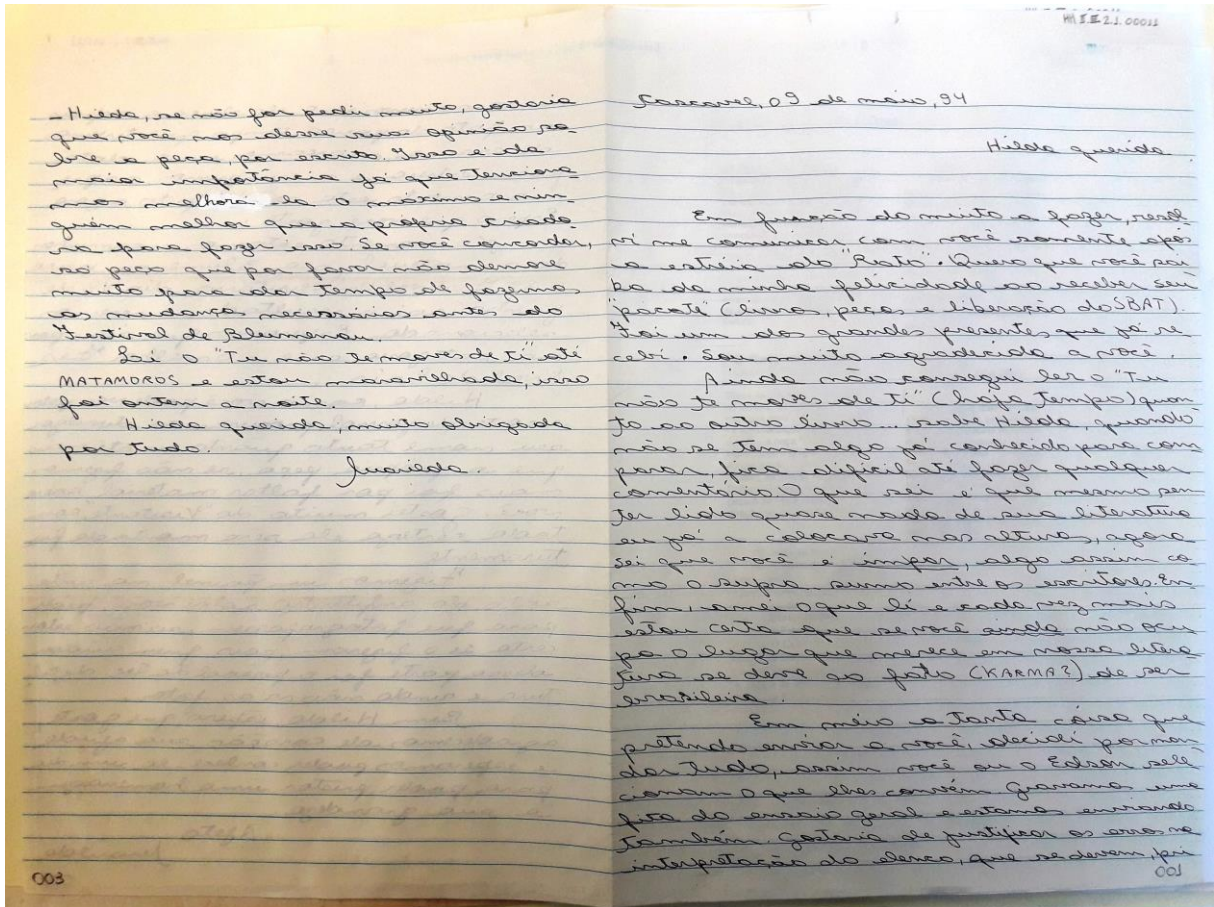 Cascavel, 09 de maio, 94
Hilda querida
Em função do muito a fazer, resol
vi me comunicar com você somente após
a estréia do "Rato". Quero que você sai
ba da minha felicidade ao receber seu
"pacote" (livros, peças e liberação do SBAT).
Foi um dos grandes presentes que já re
cebi. Sou muito agradecida a você.
Ainda não consegui ler o "Tu
não te moves de ti" (haja tempo) quan
to ao outro livro... sabe Hilda, quando
não se tem algo já conhecido para com
parar, fica difícil até fazer qualquer
comentário. O que sei é que mesmo sem
ter lido quase nada de sua literatura
eu já a colocava nas alturas, agora
sei que você é impar, algo assim co
mo o supra sumo entre os escritores. En
fim, amei o que li e cada vez mais
estou certa que se você ainda não ocu
pa o lugar que merece em nossa litera
tura se deve ao fato (KARMA?) de ser
brasileira.
Em meio a tanta coisa que
pretendo enviar a você, decidi por man
dar tudo, assim você ou o Edson sele
cionam o que lhes convém. Gravamos uma
fita do ensaio geral e estamos enviando
também. Gostaria de justificar os erros na
interpretação do elenco, que se devem, pri
001
- Hilda, se não for pedir muito, gostaria
que você nos desse sua opinião so
bre a peça, por escrito. Isso é da
maior importância já que tenciona
mos melhorá-la o máximo e nin
guém melhor que a própria criado
ra para fazer isso. Se você concordar,
só peço que por favor não demore
muito para dar tempo de fazermos
as mudanças necessárias antes do
Festival de Blumenau.
Li o "Tu não te moves de ti" até
MATAMOROS e estou maravilhada, isso
foi ontem a noite.
Hilda querida, muito obrigada
por tudo.
003